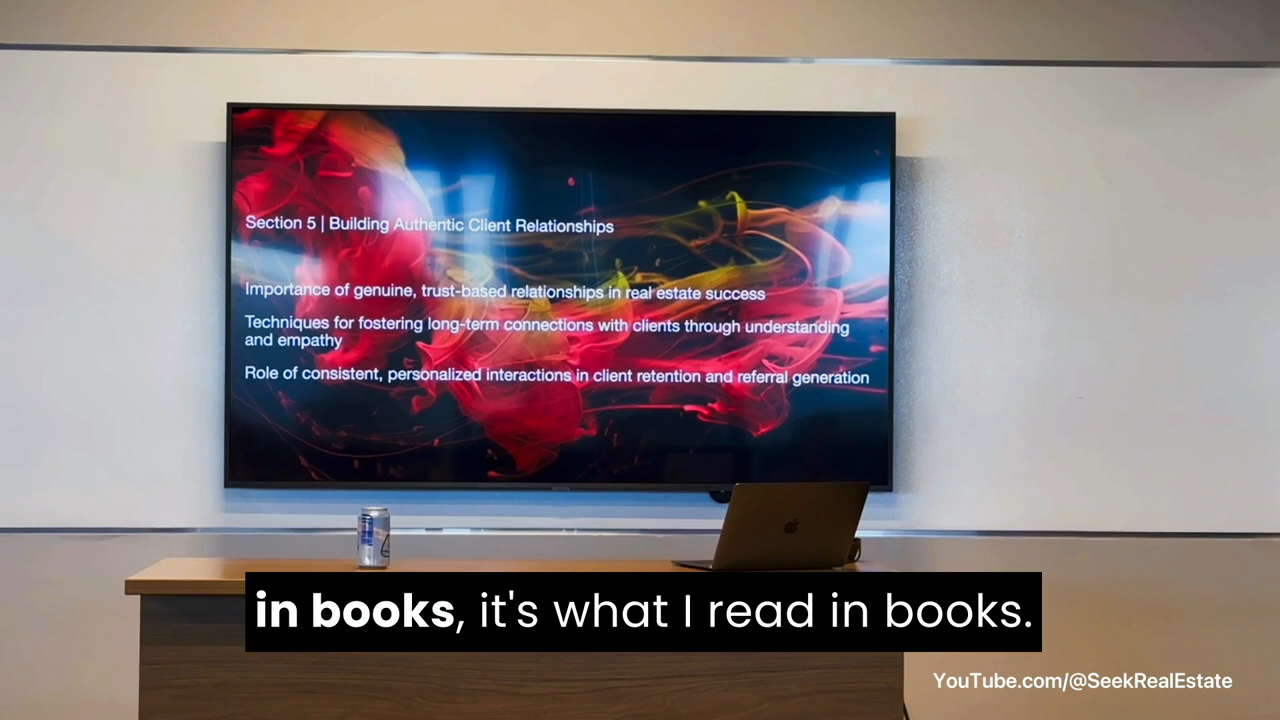 Section 5 | Building Authentic Client Relationships
Importance of genuine, trust-based relationships in real estate success
Techniques for fostering long-term connections with clients through understanding
and empathy
Role of consistent, personalized interactions in client retention and referral generation
in books, it's what I read in books.
YouTube.com/@SeekRealEstate